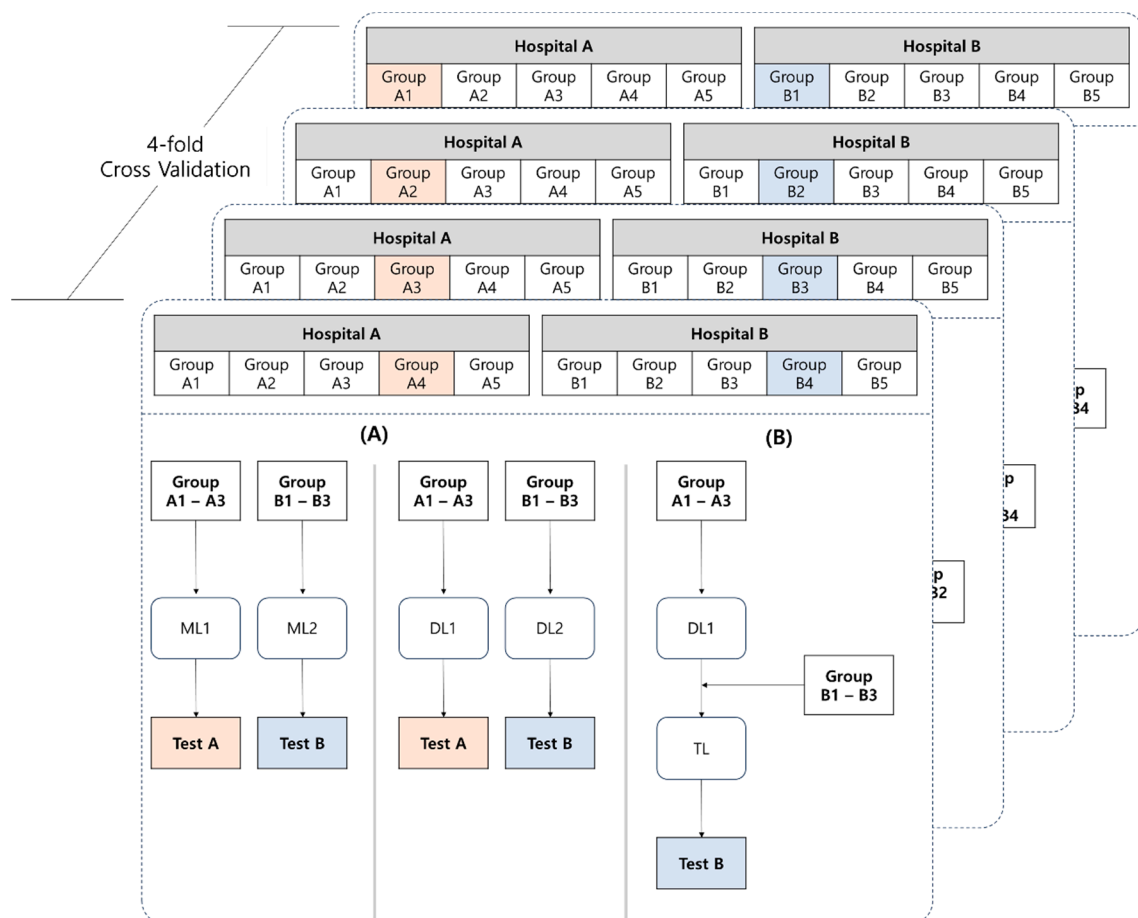 Hospital A
Hospital B
Group A1
Group A2
Group A3
Group A4
Group A5
Group B1
Group B2
Group B3
Group B4
Group B5
4-fold
Cross Validation
Hospital A
Hospital B
Group A1
Group A2
Group A3
Group A4
Group A5
Group B1
Group B2
Group B3
Group B4
Group B5
Hospital A
Hospital B
Group A1
Group A2
Group A3
Group A4
Group A5
Group B1
Group B2
Group B3
Group B4
Group B5
Hospital A
Hospital B
Group A1
Group A2
Group A3
Group A4
Group A5
Group B1
Group B2
Group B3
Group B4
Group B5
(A)
(B)
Group
A1 – A3
Group
B1 – B3
Group
A1 – A3
Group
B1 – B3
Group
A1 – A3
ML1
ML2
DL1
DL2
DL1
Group
B1 – B3
Test A
Test B
Test A
Test B
TL
Test B